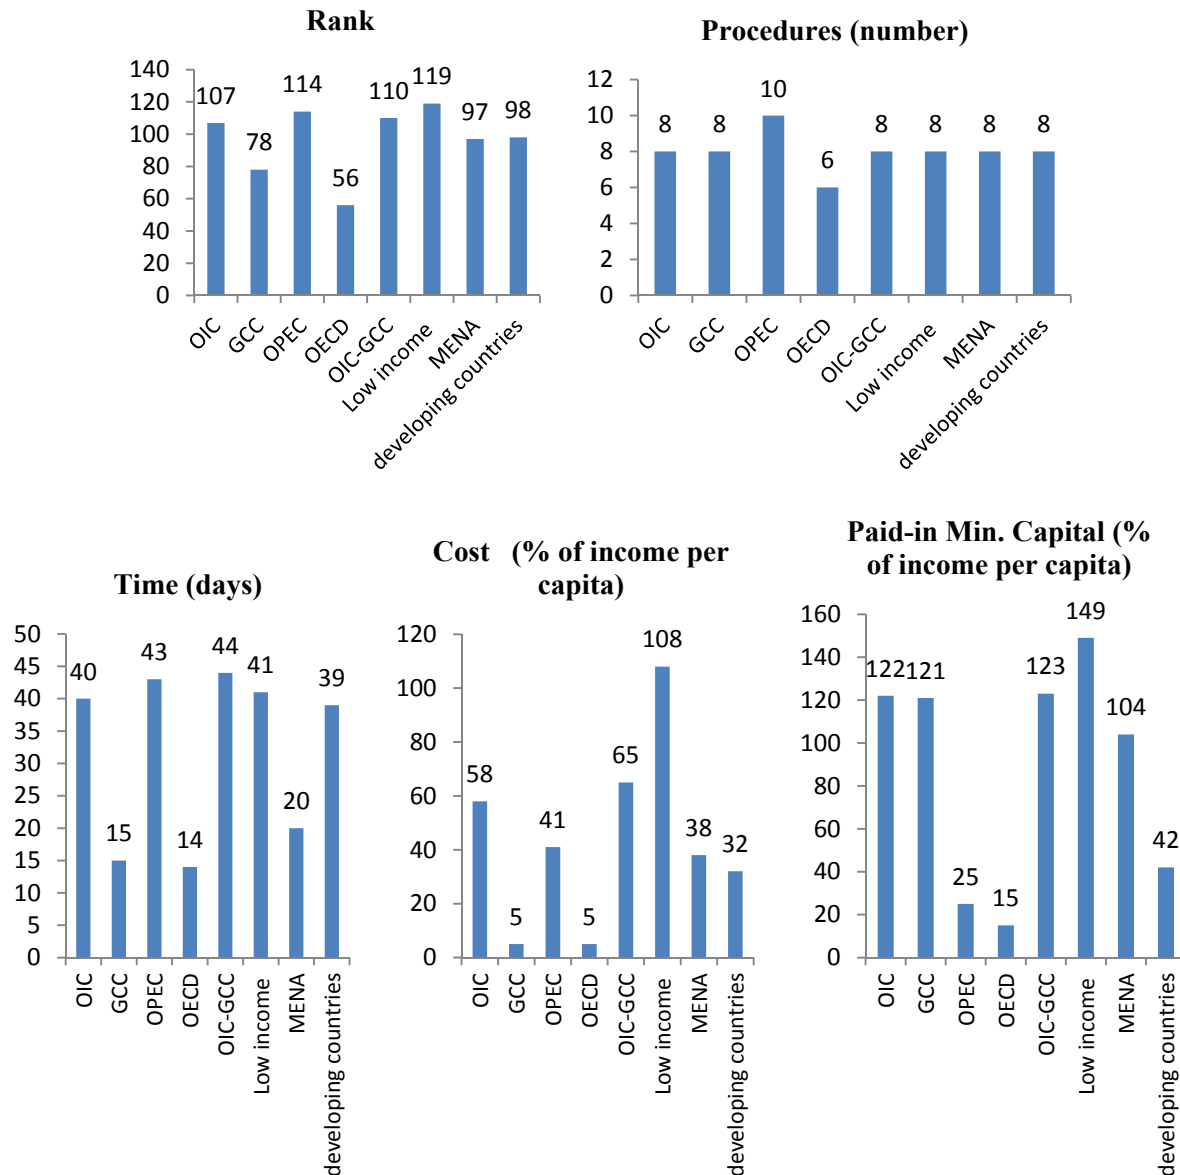 Rank
140
120
100
80
60
40
20
0
107
78
114
56
110
119
97
98
OIC
GCC
OPEC
OECD
OIC-GCC
Low income
MENA
developing countries
Procedures (number)
12
10
8
6
4
2
0
8
8
10
6
8
8
8
8
OIC
GCC
OPEC
OECD
OIC-GCC
Low income
MENA
developing countries
Time (days)
50
45
40
35
30
25
20
15
10
5
0
40
15
43
14
44
41
20
39
OIC
GCC
OPEC
OECD
OIC-GCC
Low income
MENA
developing countries
Cost (% of income per
capita)
120
100
80
60
40
20
0
58
5
41
5
65
108
38
32
OIC
GCC
OPEC
OECD
OIC-GCC
Low income
MENA
developing countries
Paid-in Min. Capital (%
of income per capita)
160
140
120
100
80
60
40
20
0
122
121
25
15
123
149
104
42
OIC
GCC
OPEC
OECD
OIC-GCC
Low income
MENA
developing countries